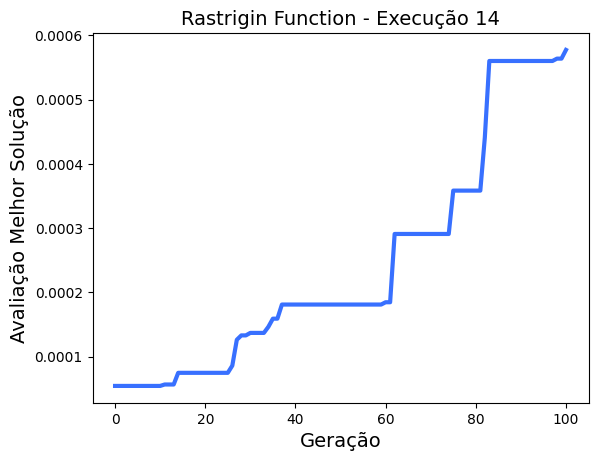 Rastrigin Function - Execução 14
Avaliação Melhor Solução
0.0006
0.0005
0.0004
0.0003
0.0002
0.0001
0 20 40 60 80 100
Geração